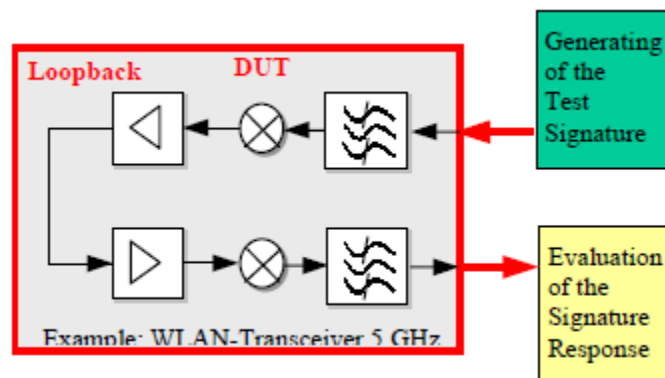 Loopback
DUT
Generating
of the
Test
Signature
Evaluation
of the
Signature
Response
Example: WLAN-Transceiver 5 GHz